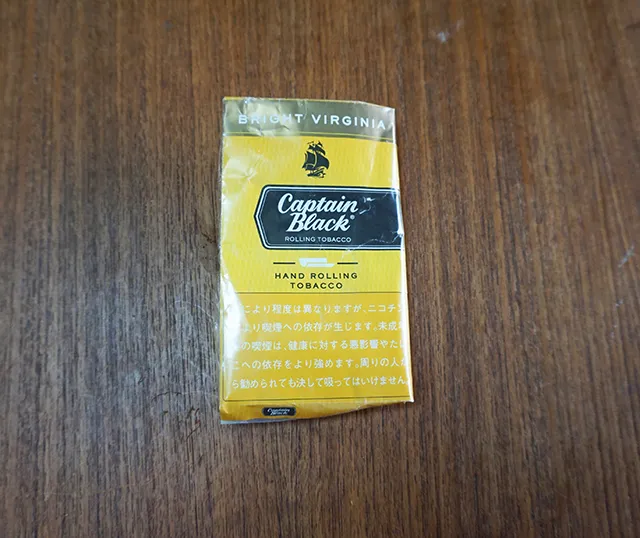 BRIGHT VIRGINIA
Captain
Black®
ROLLING TOBACCO
HAND ROLLING
TOBACCO
により程度は異なりますが、ニコチン
より喫煙への依存が生じます。未成
の喫煙は、健康に対する悪影響やた
こへの依存をより強めます。周りの人か
ら勧められても決して吸ってはいけません。
Captain
Black